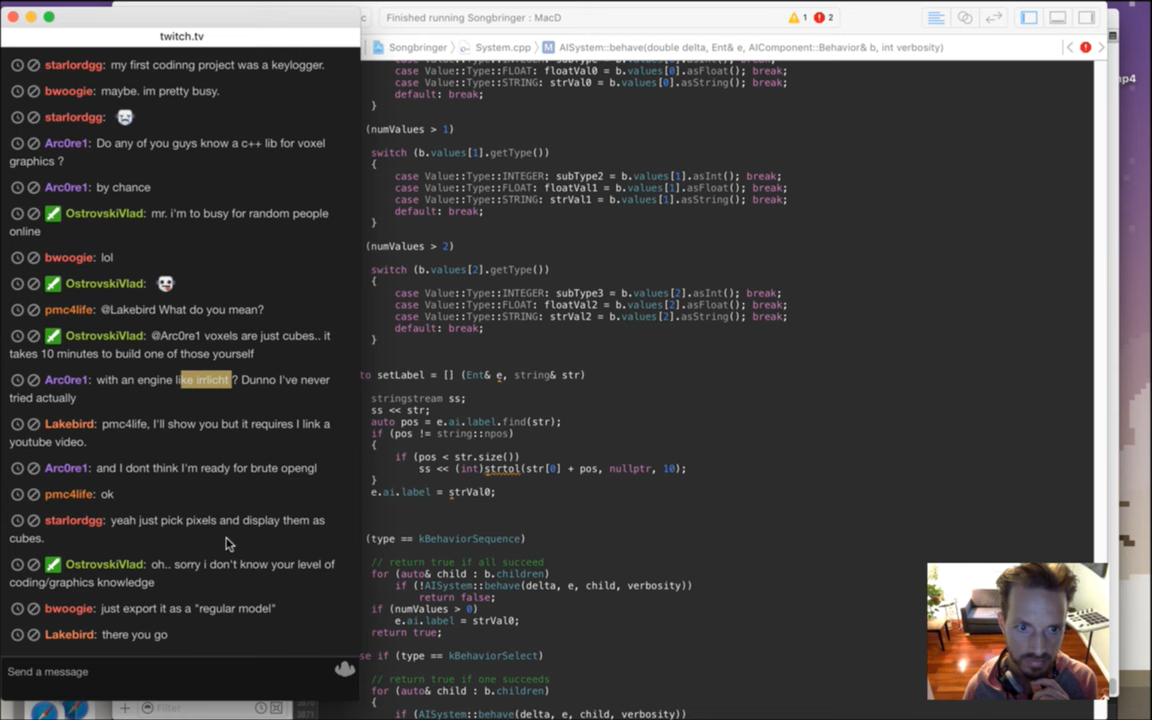 twitch.tv
starlordgg: my first codinng project was a keylogger.
bwoogie: maybe. im pretty busy.
starlordgg:
Arc0re1: Do any of you guys know a c++ lib for voxel
graphics ?
Arc0re1: by chance
OstrovskiVlad: mr. i'm to busy for random people
online
bwoogie: lol
OstrovskiVlad:
pmc4life: @Lakebird What do you mean?
OstrovskiVlad: @Arc0re1 voxels are just cubes.. it
takes 10 minutes to build one of those yourself
Arc0re1: with an engine like irrlicht ? Dunno I've never
tried actually
Lakebird: pmc4life, I'll show you but it requires I link a
youtube video.
Arc0re1: and I dont think I'm ready for brute opengl
pmc4life: ok
starlordgg: yeah just pick pixels and display them as
cubes.
OstrovskiVlad: oh.. sorry i don't know your level of
coding/graphics knowledge
bwoogie: just export it as a "regular model"
Lakebird: there you go
Send a message
Filter
Finished running Songbringer : MacD
1 2
Songbringer
System.cpp
M AISystem::behave(double delta, Ent& e, AIComponent::Behavior& b, int verbosity)
case Value::Type::FLOAT: floatVal0 = b.values[0].asFloat(); break;
case Value::Type::STRING: strVal0 = b.values[0].asString(); break;
default: break;
}
(numValues > 1)
switch (b.values[1].getType())
{
case Value::Type::INTEGER: subType2 = b.values[1].asInt(); break;
case Value::Type::FLOAT: floatVal1 = b.values[1].asFloat(); break;
case Value::Type::STRING: strVal1 = b.values[1].asString(); break;
default: break;
}
(numValues > 2)
switch (b.values[2].getType())
{
case Value::Type::INTEGER: subType3 = b.values[2].asInt(); break;
case Value::Type::FLOAT: floatVal2 = b.values[2].asFloat(); break;
case Value::Type::STRING: strVal2 = b.values[2].asString(); break;
default: break;
}
to setLabel = [] (Ent& e, string& str)
stringstream ss;
ss << str;
auto pos = e.ai.label.find(str);
if (pos != string::npos)
{
if (pos < str.size())
ss << (int)strtol(str[0] + pos, nullptr, 10);
}
e.ai.label = strVal0;
(type == kBehaviorSequence)
// return true if all succeed
for (auto& child : b.children)
if (!AISystem::behave(delta, e, child, verbosity))
return false;
if (numValues > 0)
e.ai.label = strVal0;
return true;
se if (type == kBehaviorSelect)
// return true if one succeeds
for (auto& child : b.children)
if (AISystem::behave(delta, e, child, verbosity))
3871
mp4